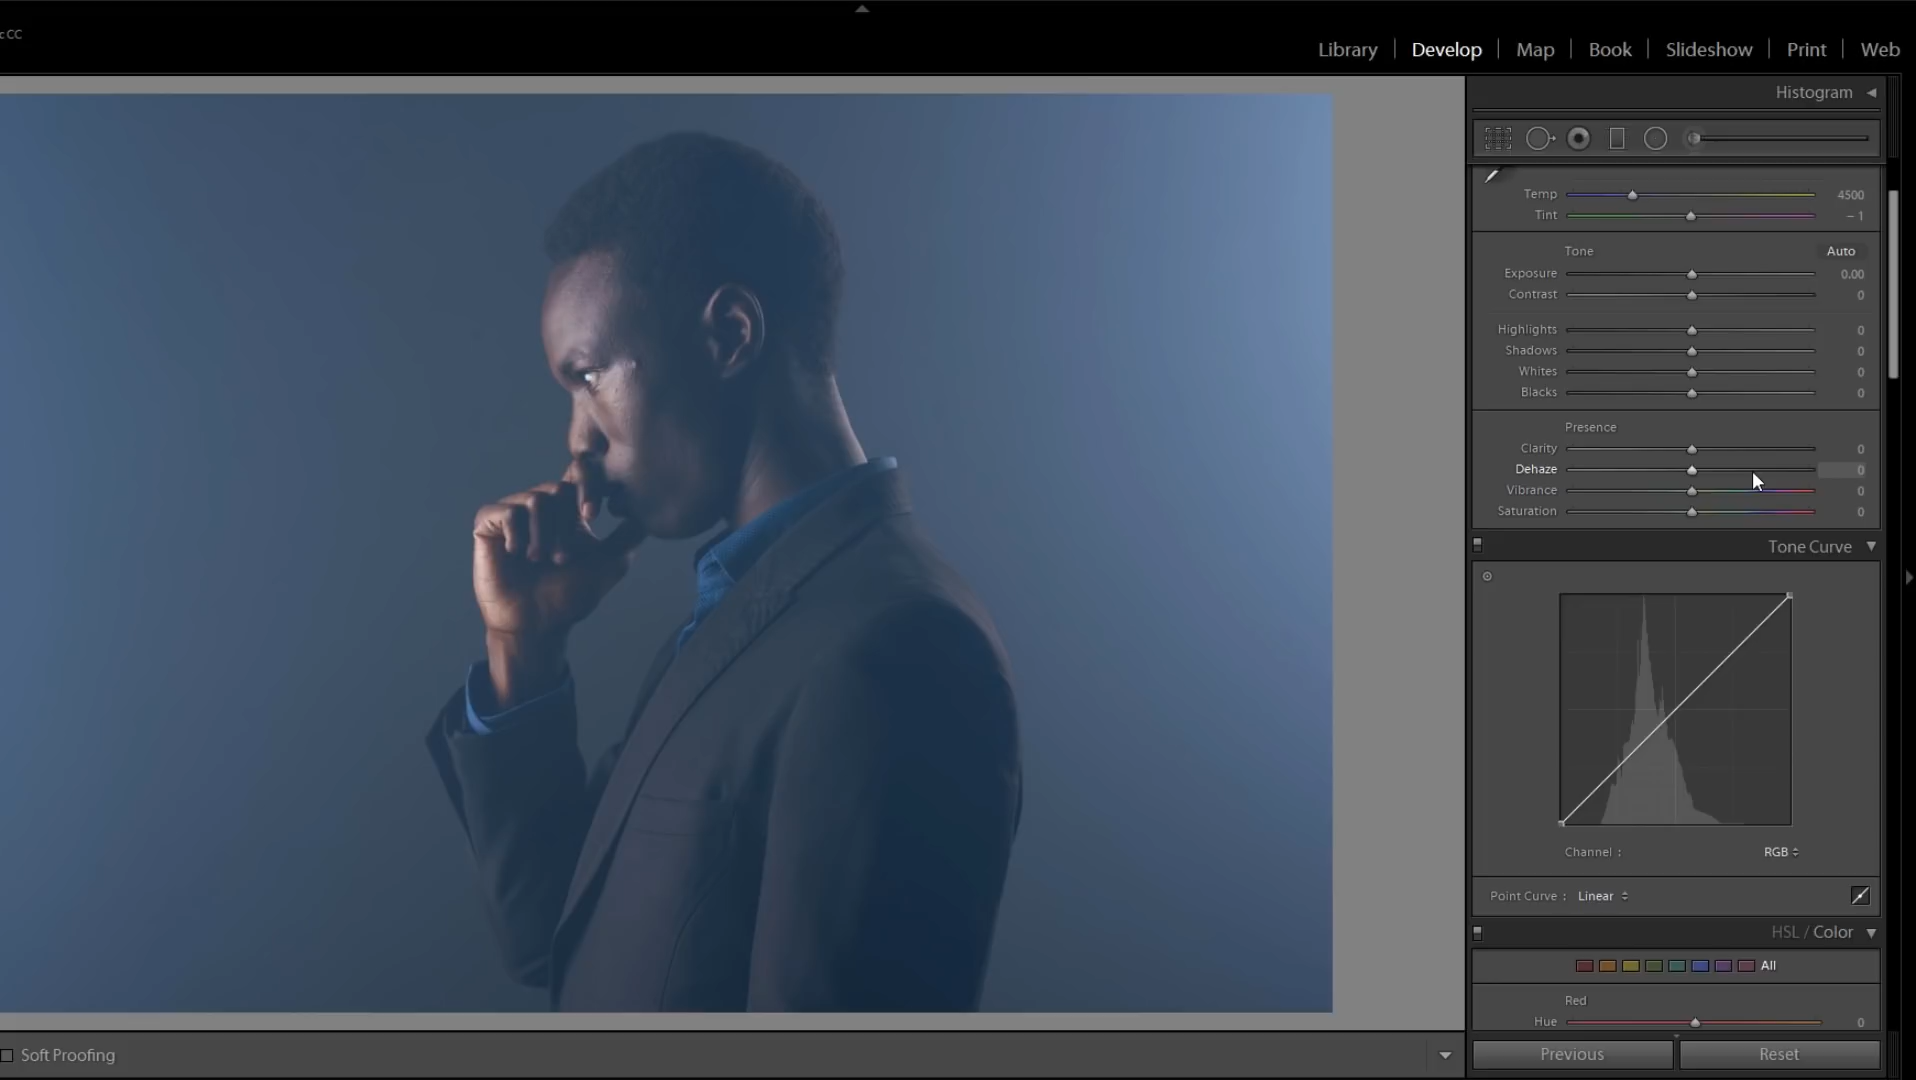 c CC
Library Develop Map Book Slideshow Print Web
Histogram
Temp 4500
Tint – 1
Tone Auto
Exposure 0.00
Contrast 0
Highlights 0
Shadows 0
Whites 0
Blacks 0
Presence
Clarity 0
Dehaze 0
Vibrance 0
Saturation 0
Tone Curve
Channel : RGB
Point Curve : Linear
HSL / Color
All
Red
Hue 0
Soft Proofing
Previous Reset